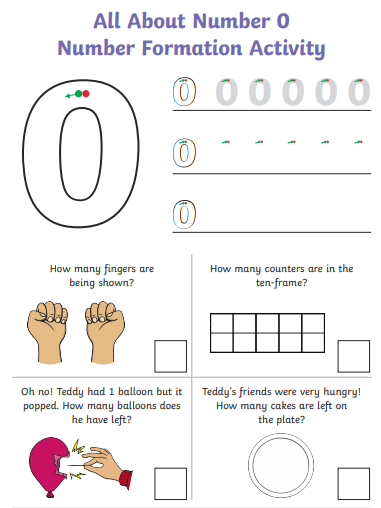 All About Number 0
Number Formation Activity
0
0 0 0 0 0 0
0
0
How many fingers are
being shown?
How many counters are in the
ten-frame?
Oh no! Teddy had 1 balloon but it
popped. How many balloons does
he have left?
Teddy's friends were very hungry!
How many cakes are left on
the plate?